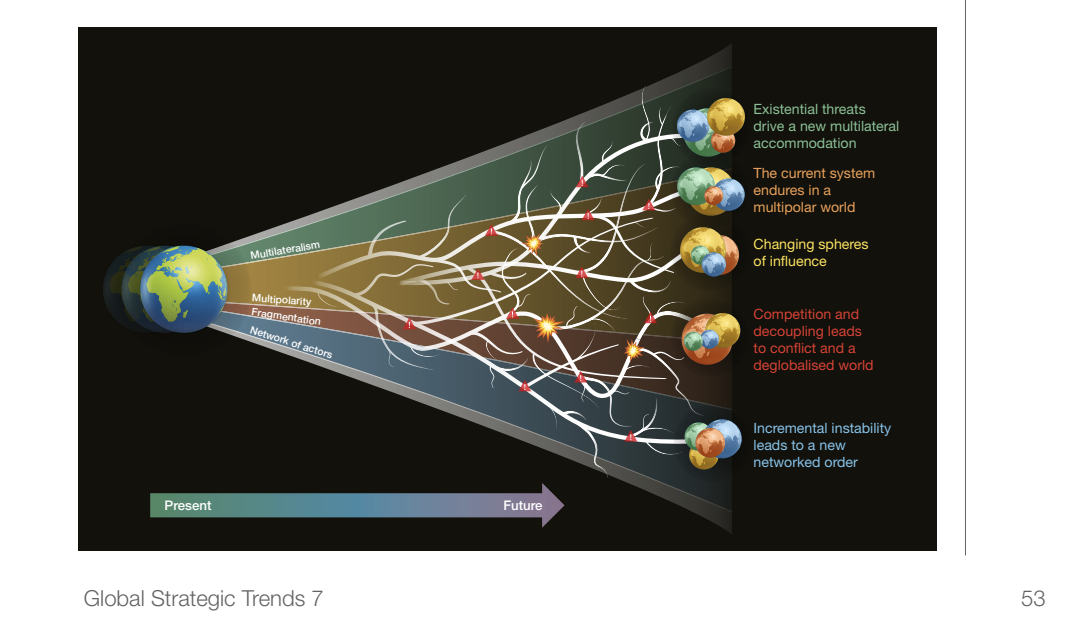 Existential threats
drive a new multilateral
accommodation
The current system
endures in a
multipolar world
Changing spheres
of influence
Competition and
decoupling leads
to conflict and a
deglobalised world
Incremental instability
leads to a new
networked order
Multilateralism
Multipolarity
Fragmentation
Network of actors
Present
Future
Global Strategic Trends 7
53